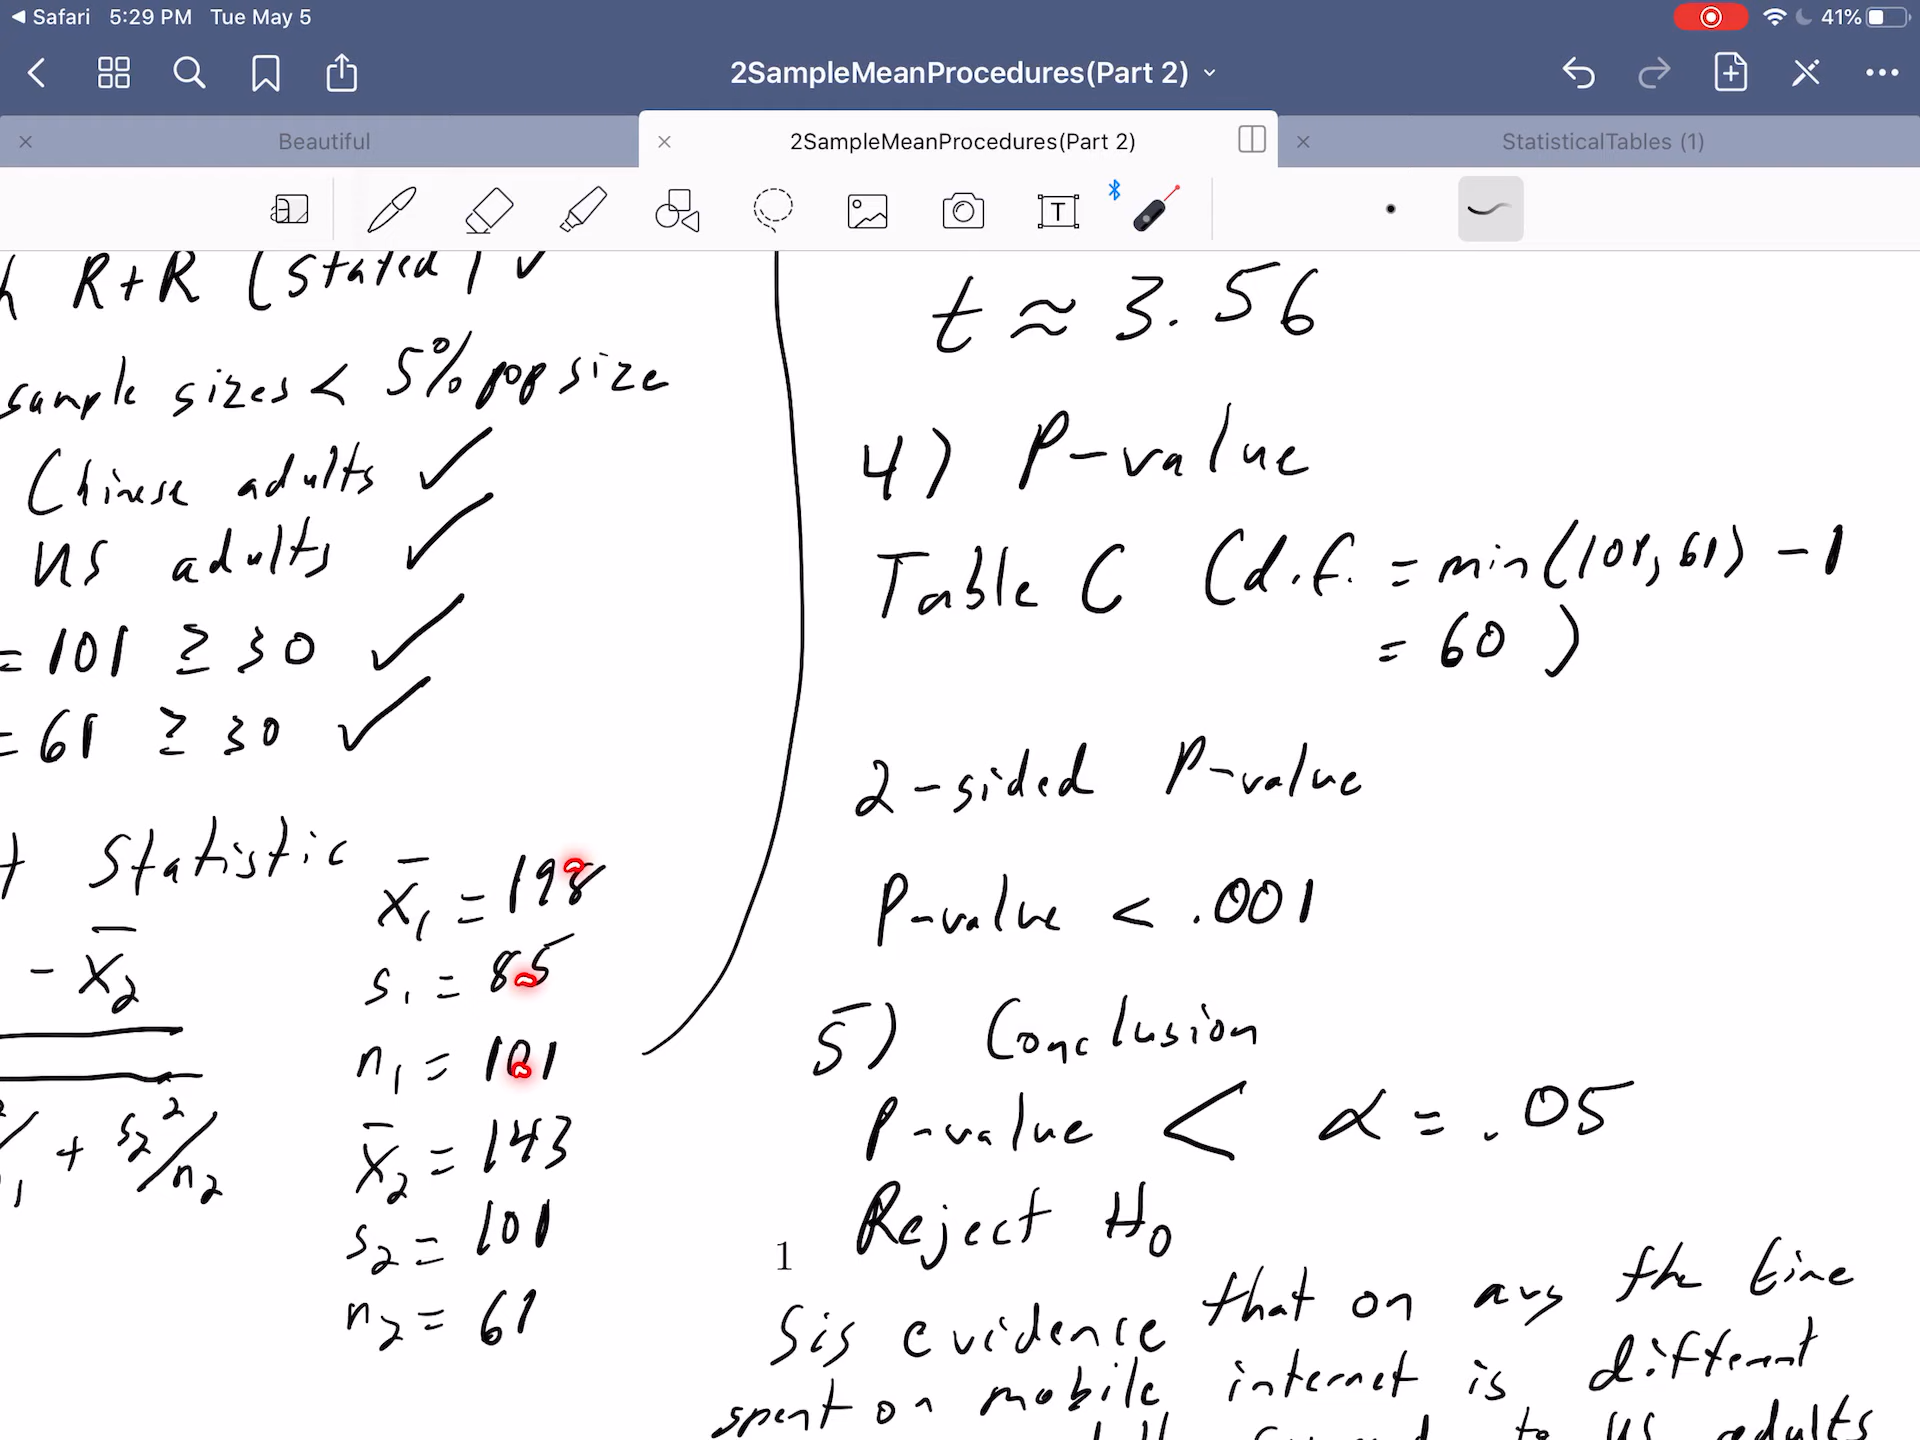 Safari 5:29 PM Tue May 5 41%
2SampleMeanProcedures(Part 2)
Beautiful 2SampleMeanProcedures(Part 2) StatisticalTables (1)
h R+R (stated) ✓
sample sizes < 5% pop size
Chinese adults ✓
US adults ✓
= 101 ≥ 30 ✓
= 61 ≥ 30 ✓
t Statistic
- x̄2
+ s2²/n2
x̄1 = 198
s1 = 85
n1 = 101
x̄2 = 143
s2 = 101
n2 = 61
1
t ≈ 3.56
4) P-value
Table C (d.f. = min(101, 61) - 1
= 60 )
2-sided P-value
P-value < .001
5) Conclusion
P-value < α = .05
Reject H0
Sig evidence that on avg the time
spent on mobile internet is different
to US adults